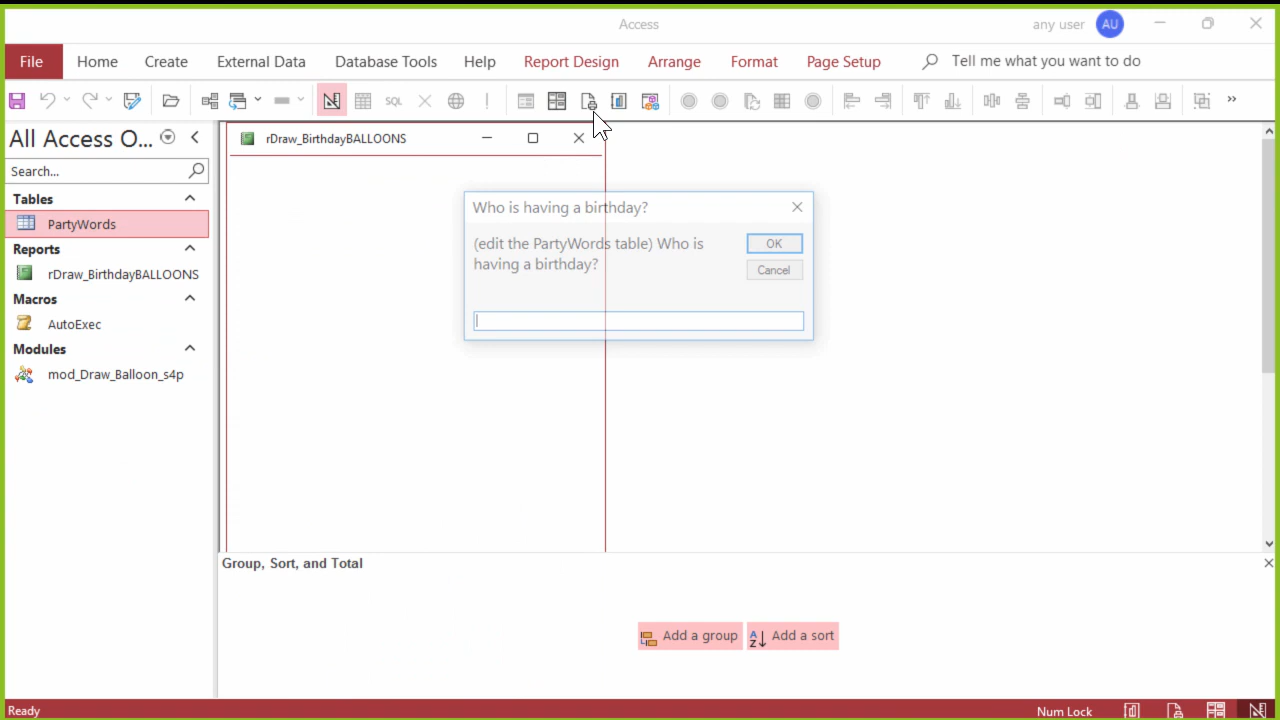 Access
any user
AU
File
Home
Create
External Data
Database Tools
Help
Report Design
Arrange
Format
Page Setup
Tell me what you want to do
SQL
»
All Access O...
Search...
Tables
PartyWords
Reports
rDraw_BirthdayBALLOONS
Macros
AutoExec
Modules
mod_Draw_Balloon_s4p
rDraw_BirthdayBALLOONS
Who is having a birthday?
(edit the PartyWords table) Who is
having a birthday?
OK
Cancel
Group, Sort, and Total
Add a group
Add a sort
Ready
Num Lock